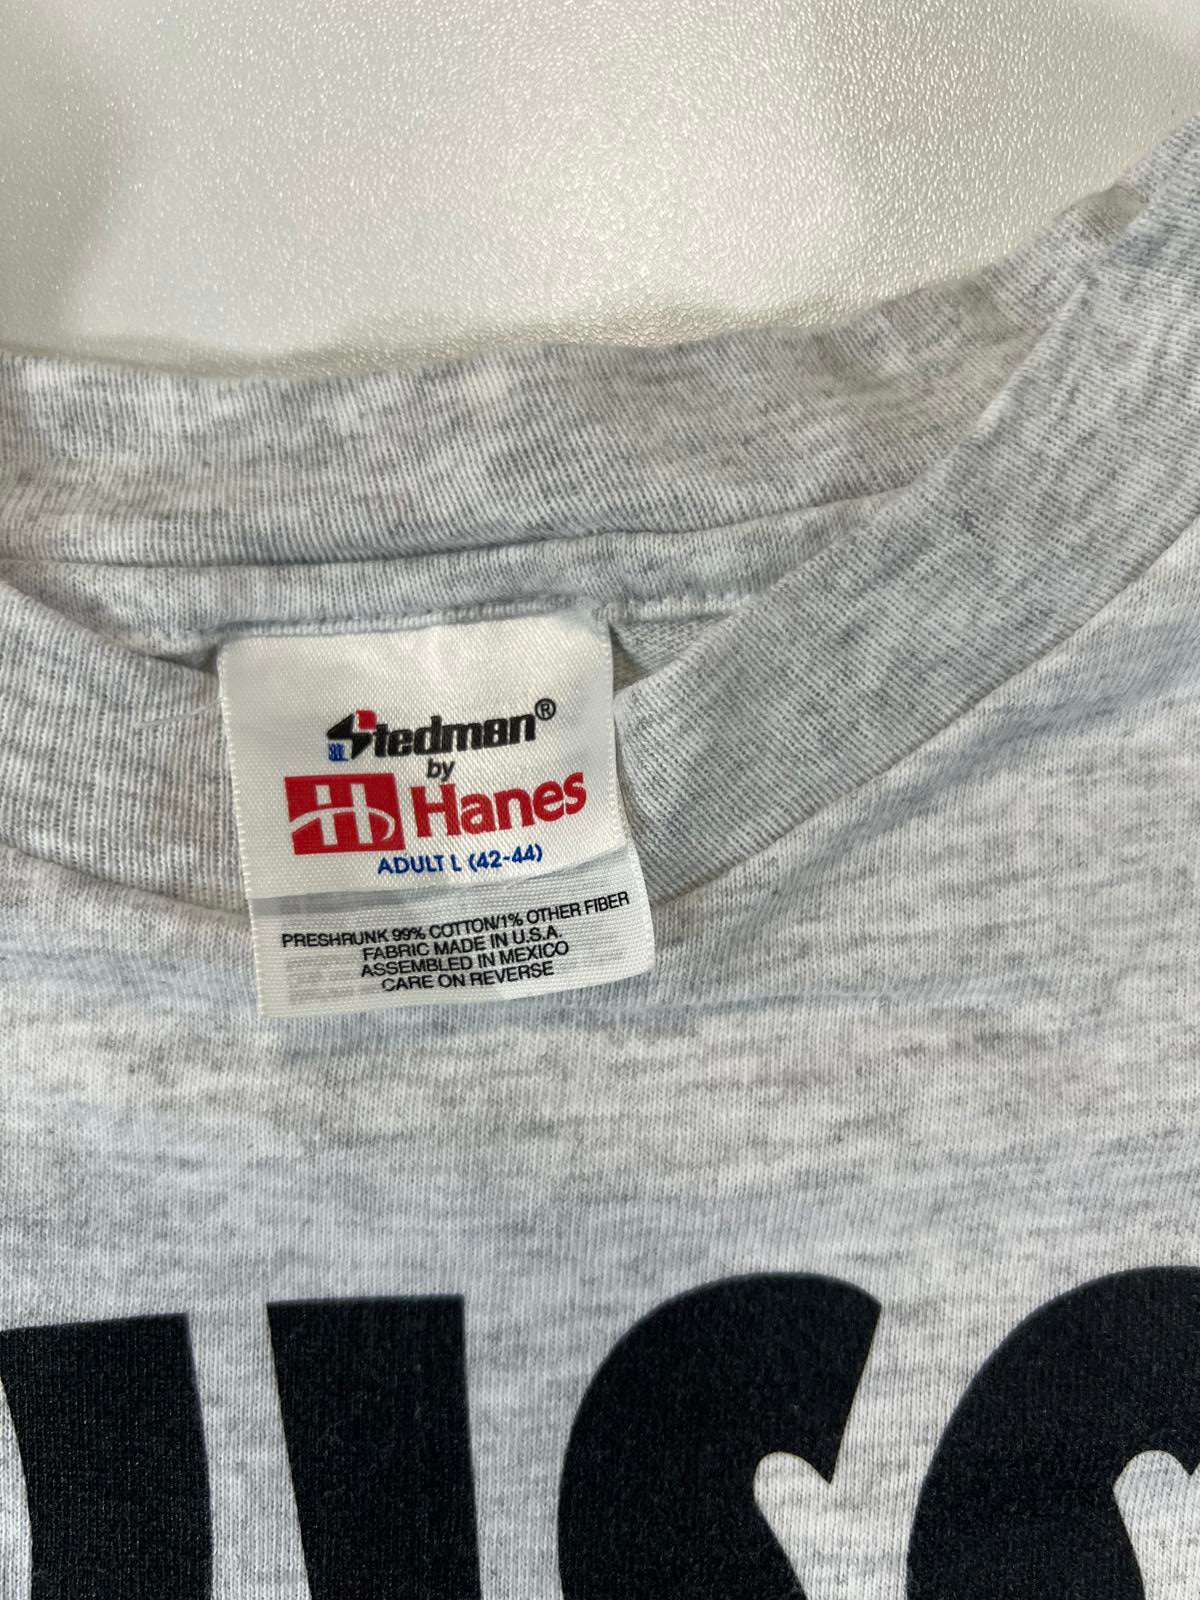 Stedman®
by
H Hanes
ADULT L (42-44)
PRESHRUNK 99% COTTON/1% OTHER FIBER
FABRIC MADE IN U.S.A.
ASSEMBLED IN MEXICO
CARE ON REVERSE